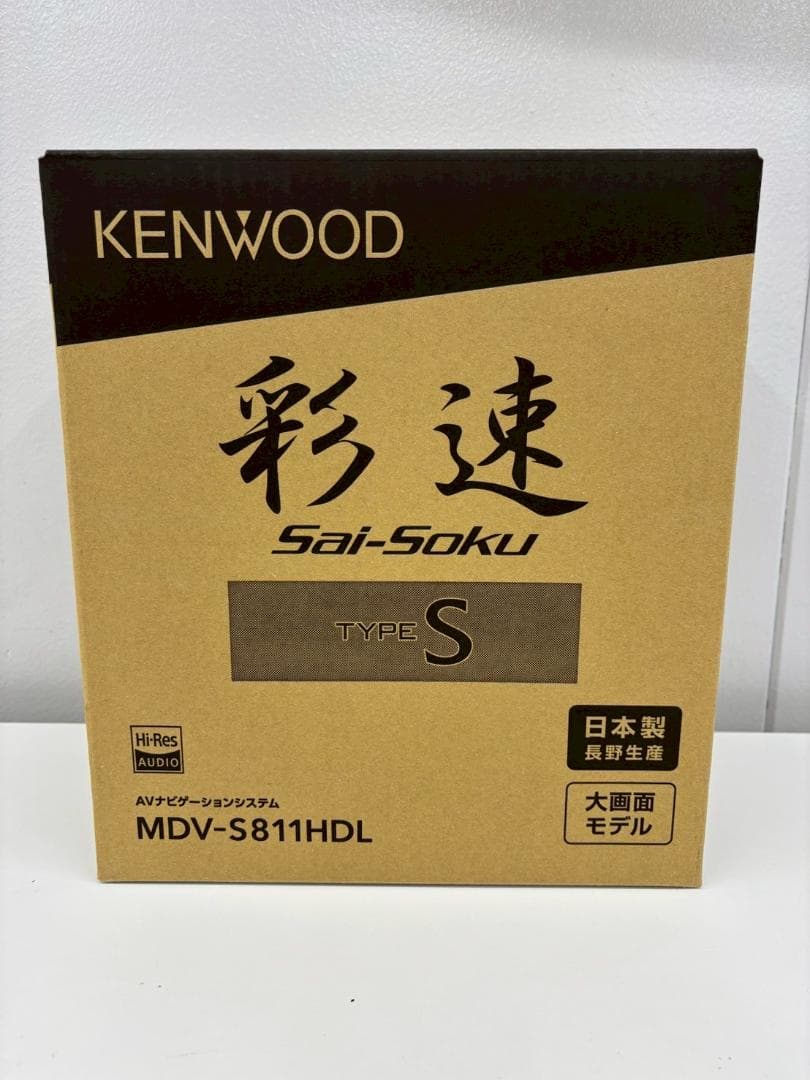 KENWOOD
彩速
Sai-Soku
TYPE S
Hi-Res
AUDIO
日本製
長野生産
AVナビゲーションシステム
MDV-S811HDL
大画面
モデル